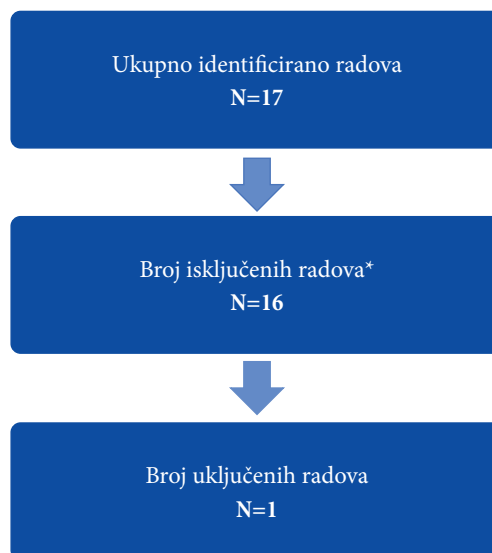 Ukupno identificirano radova
N=17
Broj isključenih radova*
N=16
Broj uključenih radova
N=1